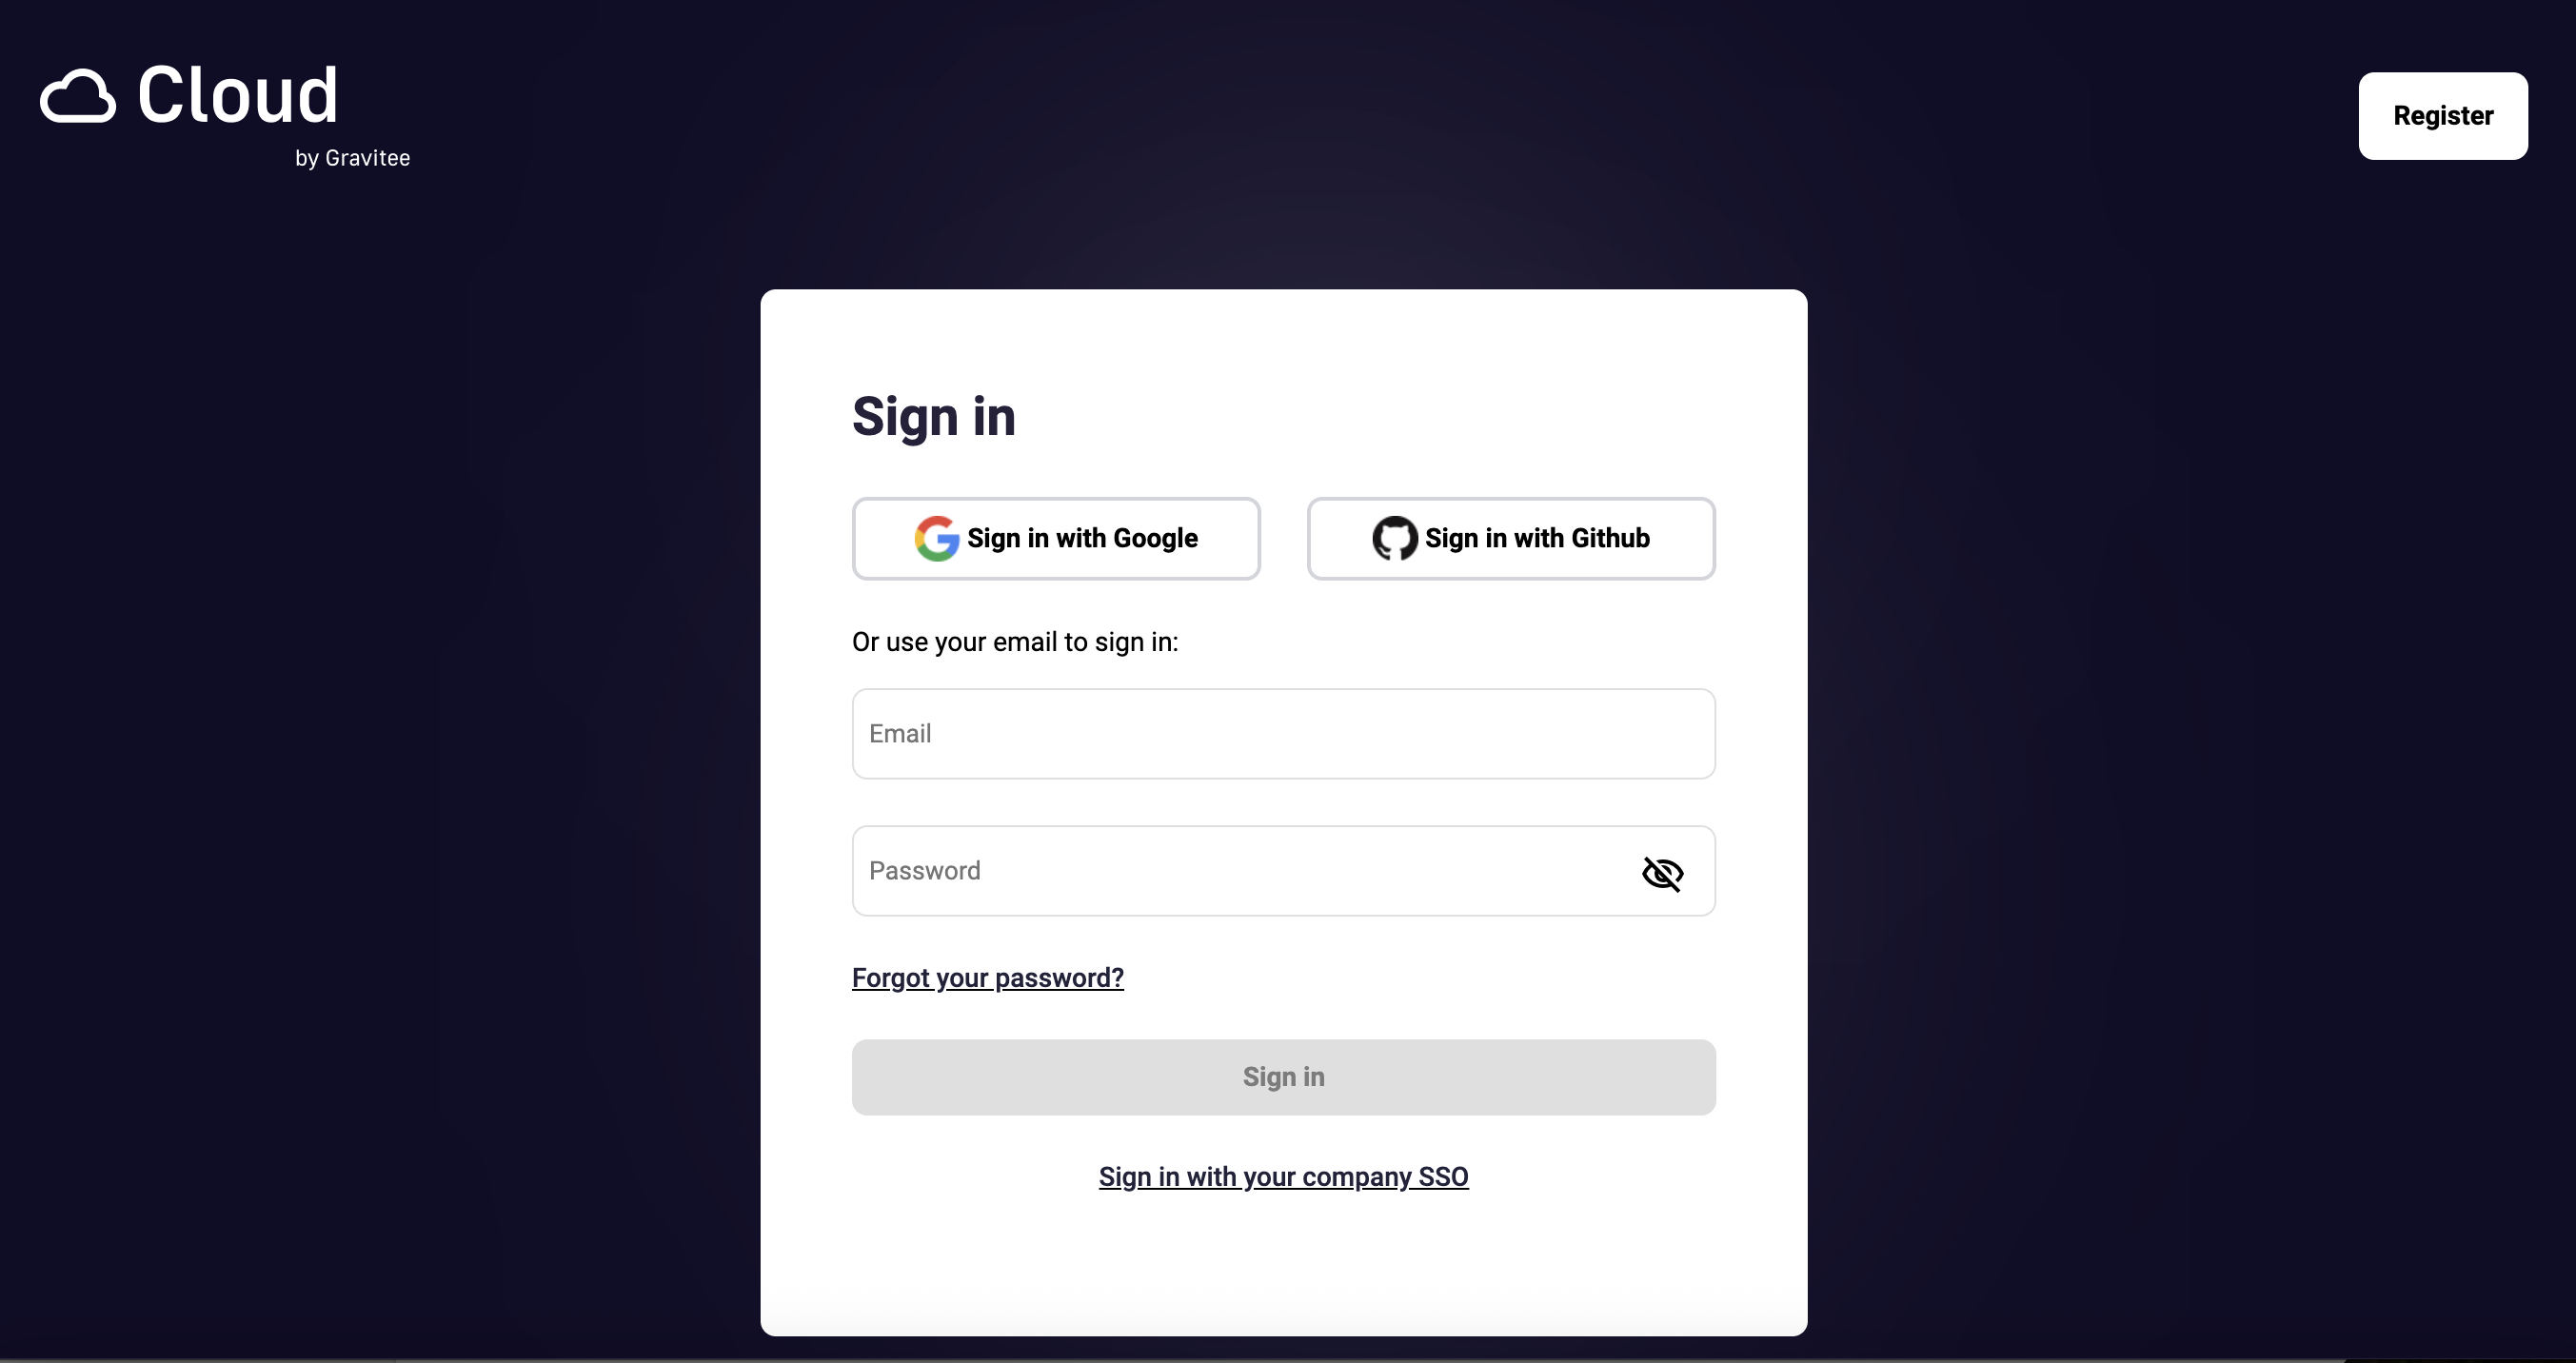 Cloud
by Gravitee
Register
Sign in
Sign in with Google
Sign in with Github
Or use your email to sign in:
Email
Password
Forgot your password?
Sign in
Sign in with your company SSO